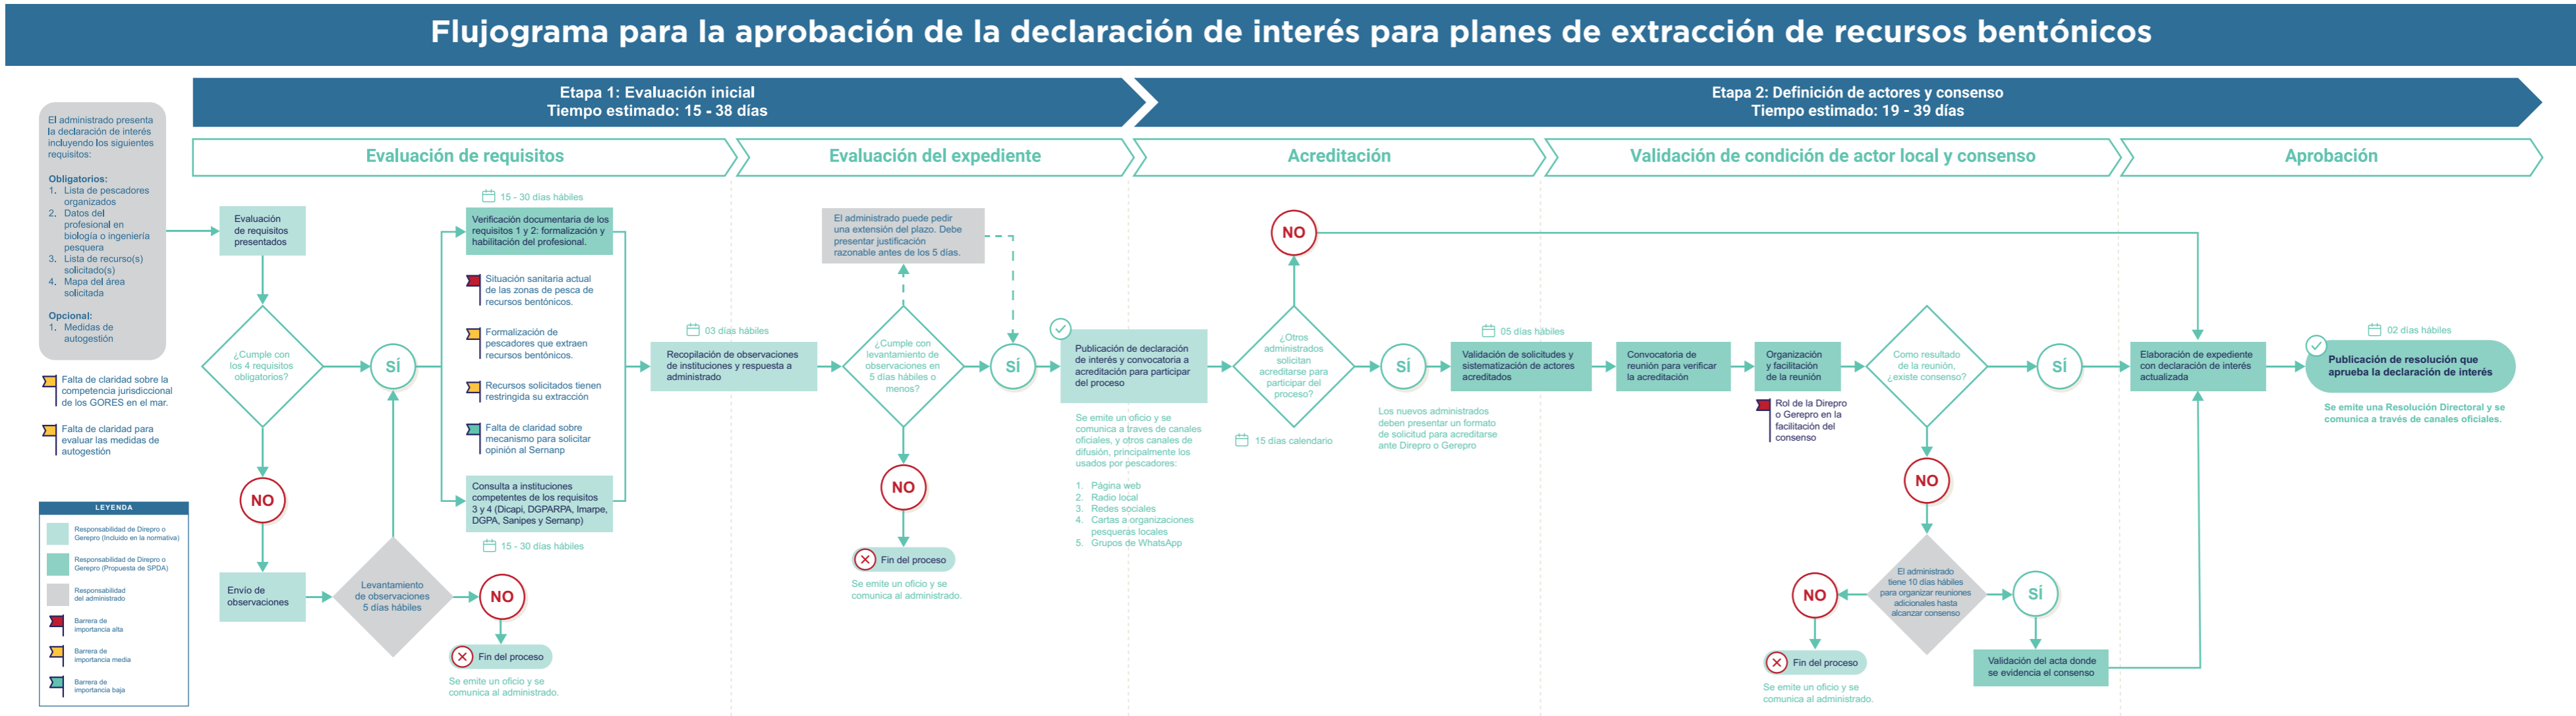 Flujograma para la aprobación de la declaración de interés para planes de extracción de recursos bentónicos
Etapa 1: Evaluación inicial
Tiempo estimado: 15 - 38 días
Etapa 2: Definición de actores y consenso
Tiempo estimado: 19 - 39 días
Evaluación de requisitos
Evaluación del expediente
Acreditación
Validación de condición de actor local y consenso
Aprobación
El administrado presenta
la declaración de interés
incluyendo los siguientes
requisitos:
Obligatorios:
1. Lista de pescadores
organizados
2. Datos del
profesional en
biología o ingeniería
pesquera
3. Lista de recurso(s)
solicitado(s)
4. Mapa del área
solicitada
Opcional:
1. Medidas de
autogestión
Falta de claridad sobre la
competencia jurisdiccional
de los GORES en el mar.
Falta de claridad para
evaluar las medidas de
autogestión
LEYENDA
Responsabilidad de Direpro o
Gerepro (Incluido en la normativa)
Responsabilidad de Direpro o
Gerepro (Propuesta de SPDA)
Responsabilidad
del administrado
Barrera de
importancia alta
Barrera de
importancia media
Barrera de
importancia baja
Evaluación
de requisitos
presentados
¿Cumple con
los 4 requisitos
obligatorios?
NO
Envío de
observaciones
SÍ
Levantamiento
de observaciones
5 días hábiles
NO
Fin del proceso
Se emite un oficio y se
comunica al administrado.
15 - 30 días hábiles
Verificación documentaria de los
requisitos 1 y 2: formalización y
habilitación del profesional.
Situación sanitaria actual
de las zonas de pesca de
recursos bentónicos.
Formalización de
pescadores que extraen
recursos bentónicos.
Recursos solicitados tienen
restringida su extracción
Falta de claridad sobre
mecanismo para solicitar
opinión al Sernanp
Consulta a instituciones
competentes de los requisitos
3 y 4 (Dicapi, DGPARPA, Imarpe,
DGPA, Sanipes y Sernanp)
15 - 30 días hábiles
03 días hábiles
Recopilación de observaciones
de instituciones y respuesta a
administrado
El administrado puede pedir
una extensión del plazo. Debe
presentar justificación
razonable antes de los 5 días.
¿Cumple con
levantamiento de
observaciones en
5 días hábiles o
menos?
NO
Fin del proceso
Se emite un oficio y se
comunica al administrado.
SÍ
Publicación de declaración
de interés y convocatoria a
acreditación para participar
del proceso
Se emite un oficio y se
comunica a traves de canales
oficiales, y otros canales de
difusión, principalmente los
usados por pescadores:
1. Página web
2. Radio local
3. Redes sociales
4. Cartas a organizaciones
pesqueras locales
5. Grupos de WhatsApp
NO
¿Otros
administrados
solicitan
acreditarse para
participar del
proceso?
15 días calendario
SÍ
Los nuevos administrados
deben presentar un formato
de solicitud para acreditarse
ante Direpro o Gerepro
05 días hábiles
Validación de solicitudes y
sistematización de actores
acreditados
Convocatoria de
reunión para verificar
la acreditación
Organización
y facilitación
de la reunión
Rol de la Direpro
o Gerepro en la
facilitación del
consenso
Como resultado
de la reunión,
¿existe consenso?
NO
El administrado
tiene 10 días hábiles
para organizar reuniones
adicionales hasta
alcanzar consenso
NO
Fin del proceso
Se emite un oficio y se
comunica al administrado.
SÍ
Validación del acta donde
se evidencia el consenso
SÍ
Elaboración de expediente
con declaración de interés
actualizada
02 días hábiles
Publicación de resolución que
aprueba la declaración de interés
Se emite una Resolución Directoral y se
comunica a través de canales oficiales.